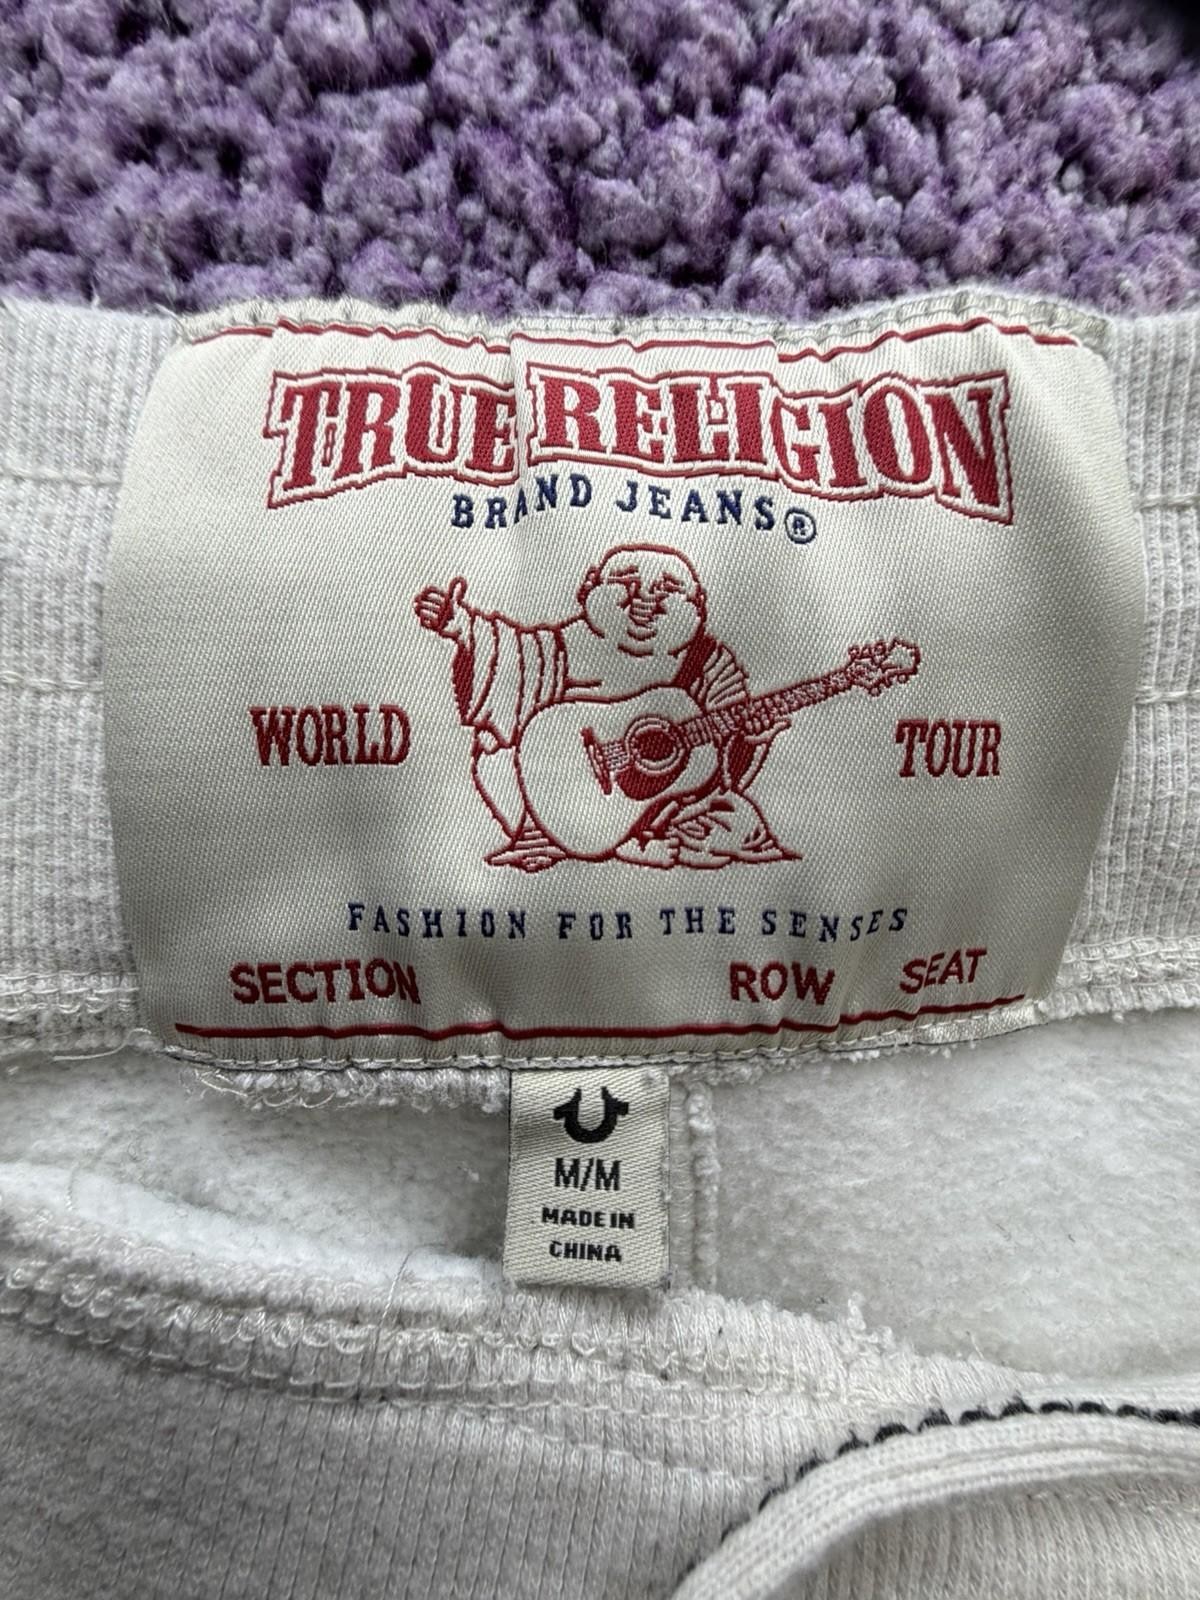 TRUE RELIGION
BRAND JEANS®
WORLD TOUR
FASHION FOR THE SENSES
SECTION ROW SEAT
M/M
MADE IN
CHINA